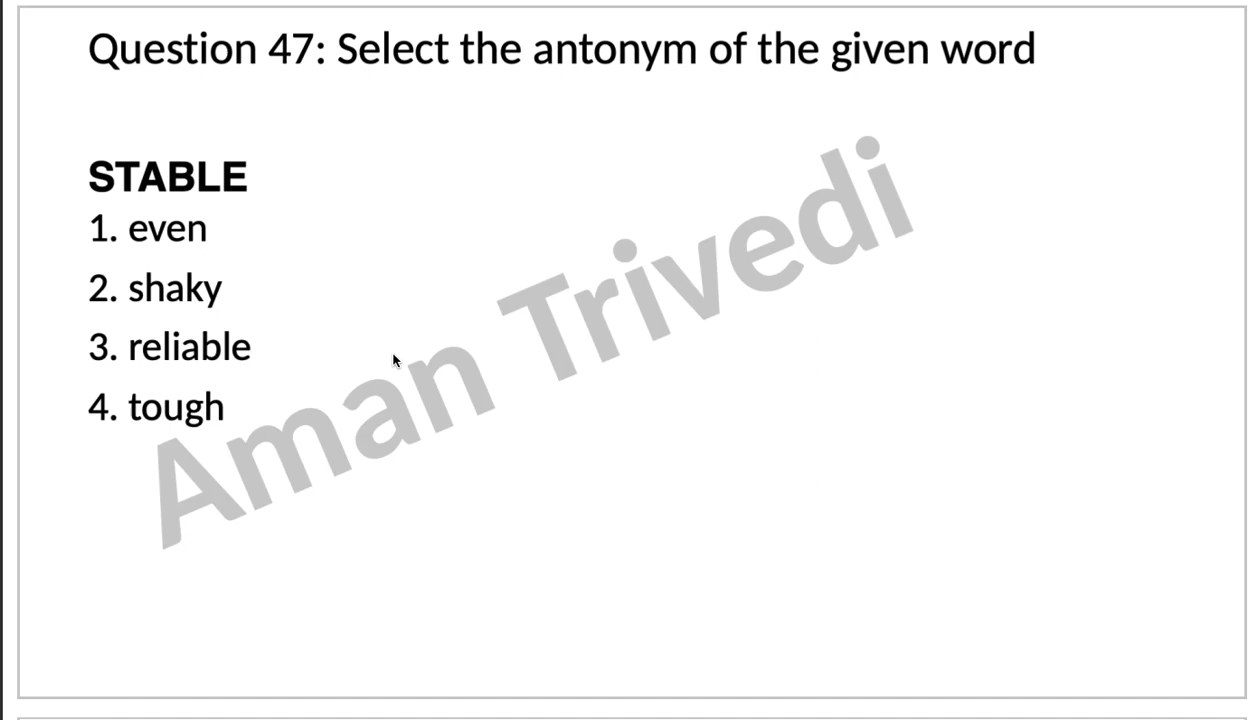 Question 47: Select the antonym of the given word
STABLE
1. even
2. shaky
3. reliable
4. tough
Aman Trivedi